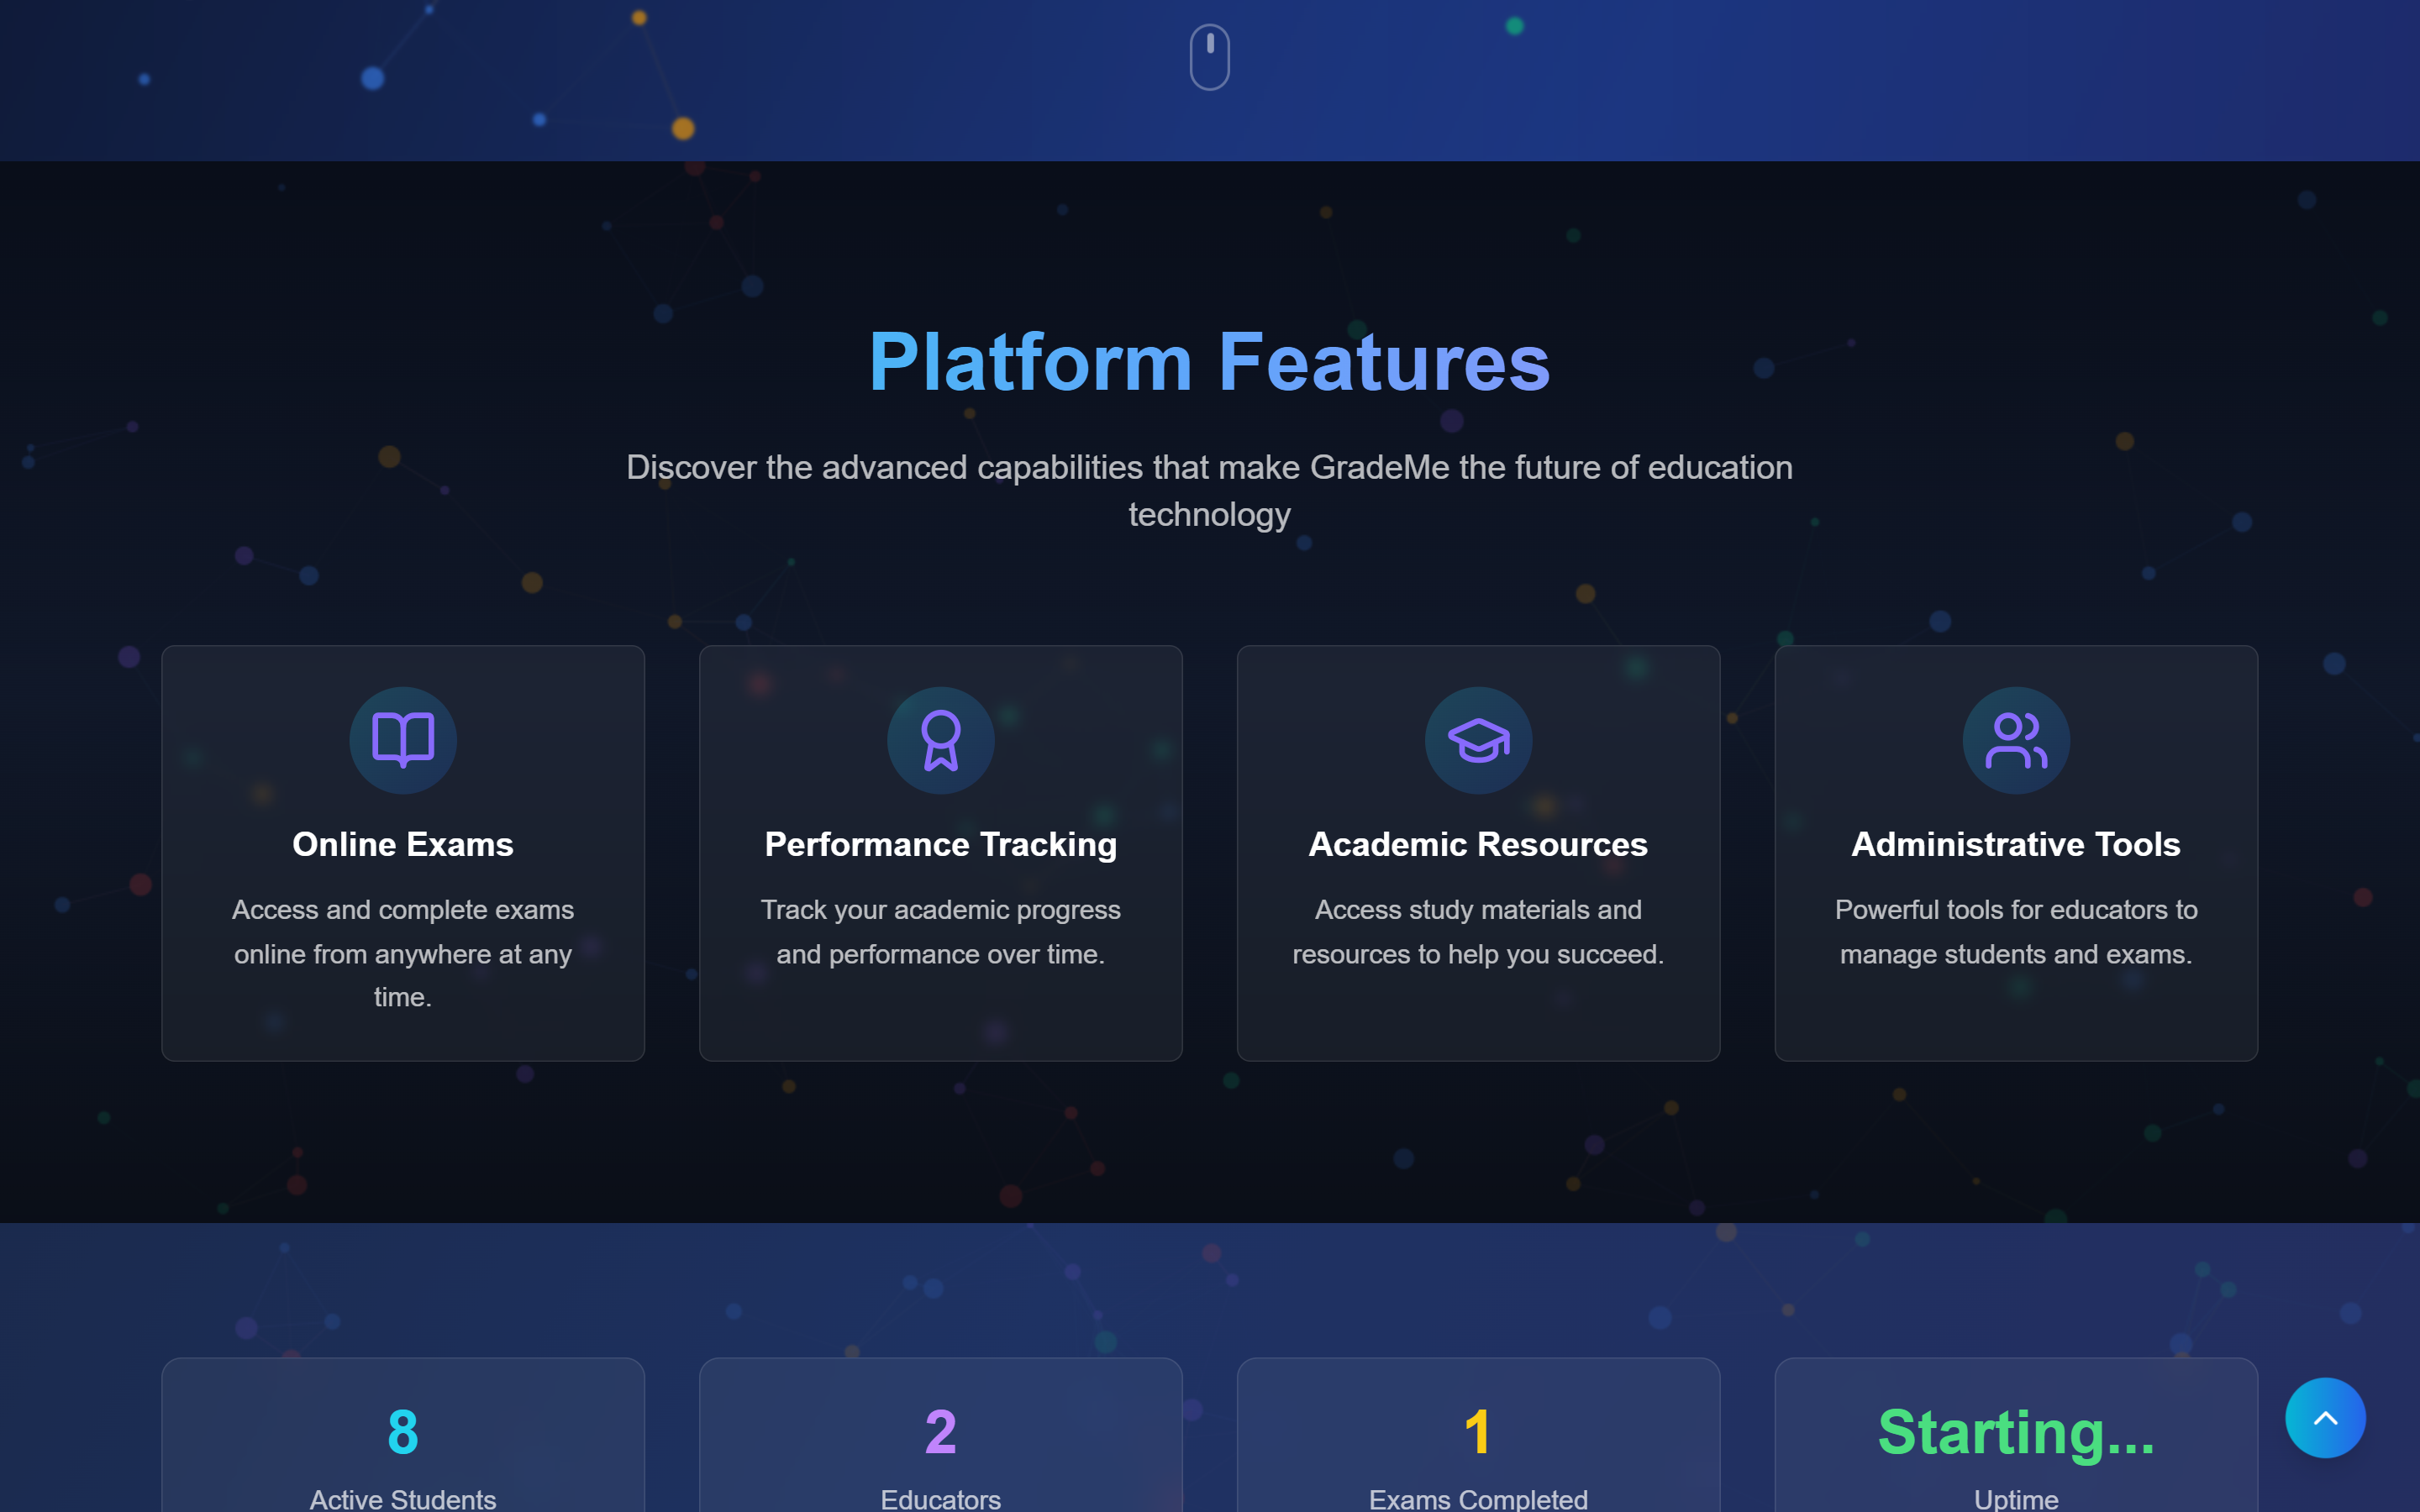 Platform Features
Discover the advanced capabilities that make GradeMe the future of education
technology
Online Exams
Access and complete exams
online from anywhere at any
time.
Performance Tracking
Track your academic progress
and performance over time.
Academic Resources
Access study materials and
resources to help you succeed.
Administrative Tools
Powerful tools for educators to
manage students and exams.
8
Active Students
2
Educators
1
Exams Completed
Starting...
Uptime